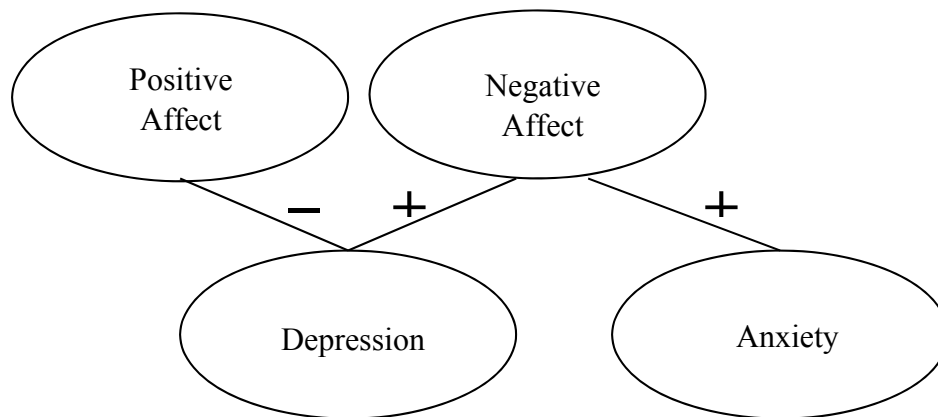 Positive
Affect
Negative
Affect
−
+
+
Depression
Anxiety